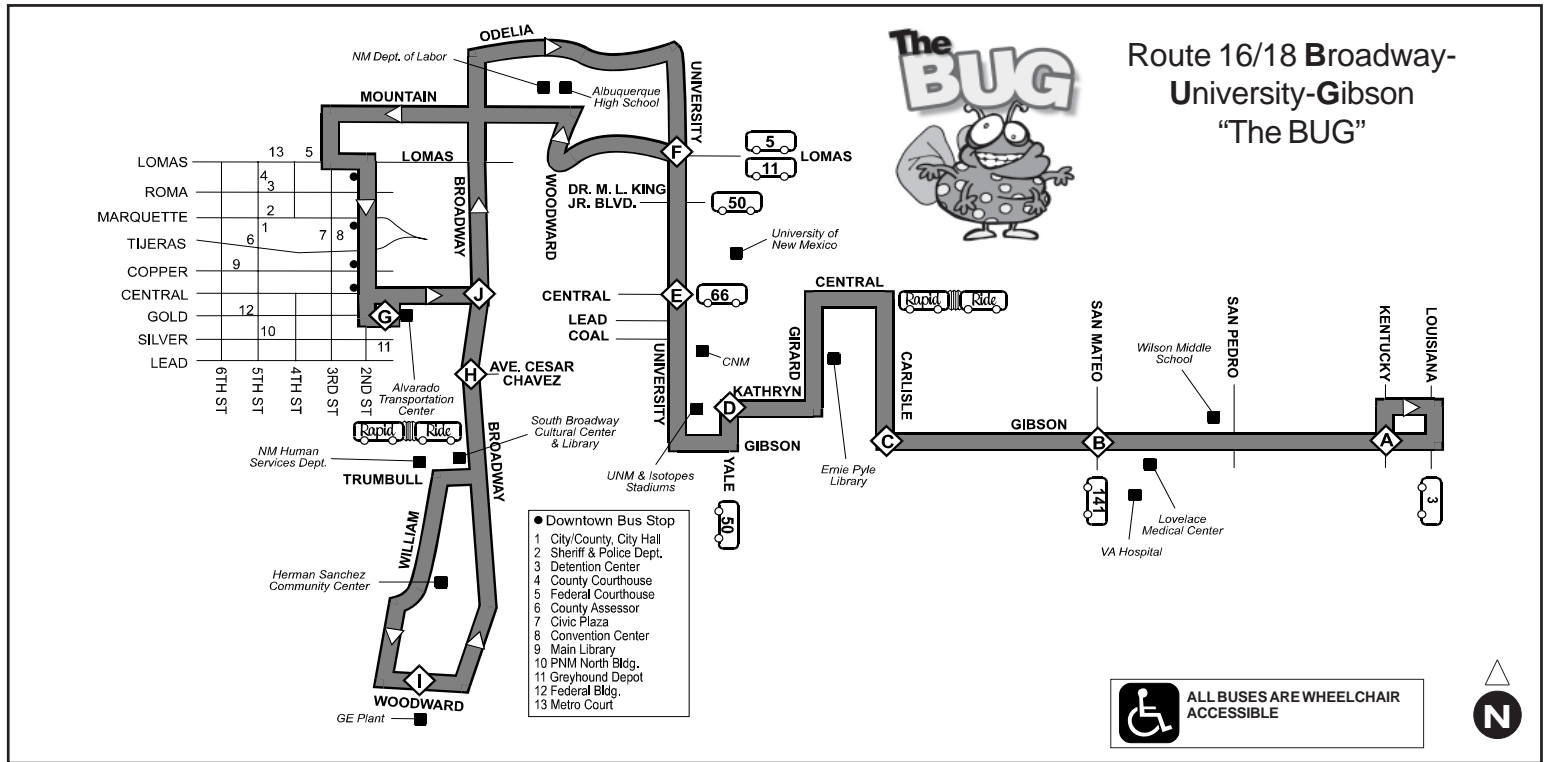 Route 16/18 Broadway-
University-Gibson
“The BUG”
The
BUG
ODELIA
NM Dept. of Labor
Albuquerque
High School
MOUNTAIN
UNIVERSITY
13
5
LOMAS
LOMAS
BROADWAY
WOODWARD
F
5
11
LOMAS
4
3
ROMA
DR. M. L. KING
JR. BLVD.
50
2
MARQUETTE
1
6
7
8
TIJERAS
University of
New Mexico
9
COPPER
CENTRAL
J
CENTRAL
E
66
CENTRAL
Rapid Ride
12
GOLD
G
LEAD
COAL
10
SILVER
11
LEAD
6TH ST
5TH ST
4TH ST
3RD ST
2ND ST
Alvarado
Transportation
Center
Rapid Ride
H
AVE. CESAR
CHAVEZ
UNIVERSITY
CNM
KATHRYN
D
GIRARD
CARLISLE
SAN MATEO
SAN PEDRO
KENTUCKY
LOUISIANA
Wilson Middle
School
GIBSON
YALE
50
UNM & Isotopes
Stadiums
Ernie Pyle
Library
C
GIBSON
B
A
141
3
Lovelace
Medical Center
VA Hospital
South Broadway
Cultural Center
& Library
NM Human
Services Dept.
TRUMBULL
BROADWAY
WILLIAM
Herman Sanchez
Community Center
I
WOODWARD
GE Plant
Downtown Bus Stop
1 City/County, City Hall
2 Sheriff & Police Dept.
3 Detention Center
4 County Courthouse
5 Federal Courthouse
6 County Assessor
7 Civic Plaza
8 Convention Center
9 Main Library
10 PNM North Bldg.
11 Greyhound Depot
12 Federal Bldg.
13 Metro Court
ALL BUSES ARE WHEELCHAIR
ACCESSIBLE
N